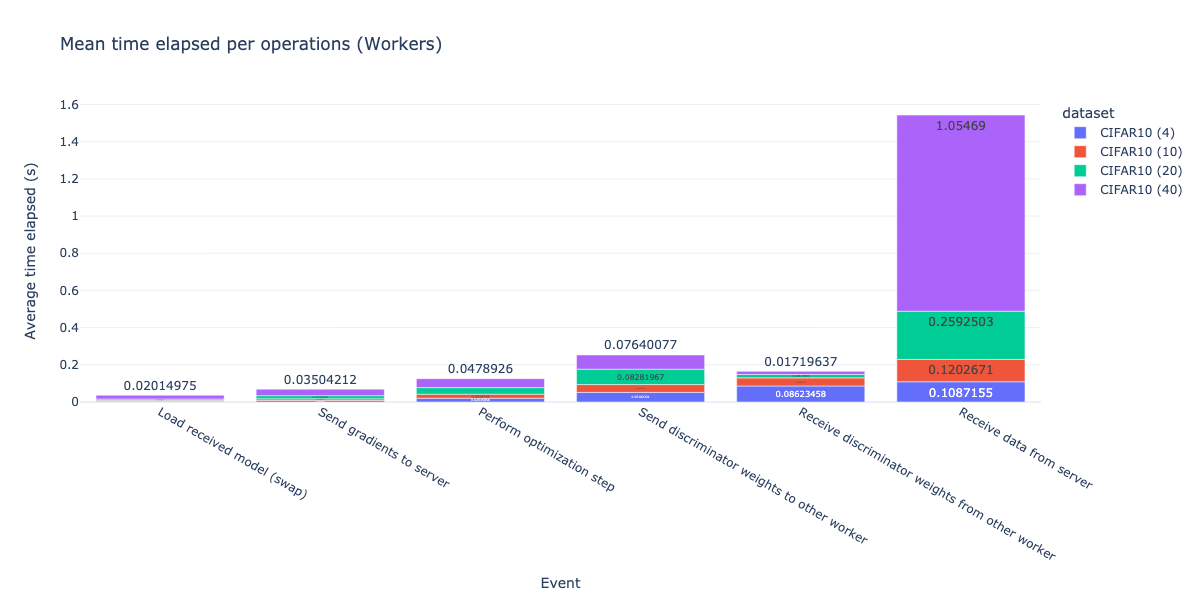 Mean time elapsed per operations (Workers)
Average time elapsed (s)
1.6
1.4
1.2
1
0.8
0.6
0.4
0.2
0
0.02014975
0.03504212
0.0478926
0.07640077
0.08281967
0.01719637
0.08623458
1.05469
0.2592503
0.1202671
0.1087155
Load received model (swap)
Send gradients to server
Perform optimization step
Send discriminator weights to other worker
Receive discriminator weights from other worker
Receive data from server
Event
dataset
CIFAR10 (4)
CIFAR10 (10)
CIFAR10 (20)
CIFAR10 (40)